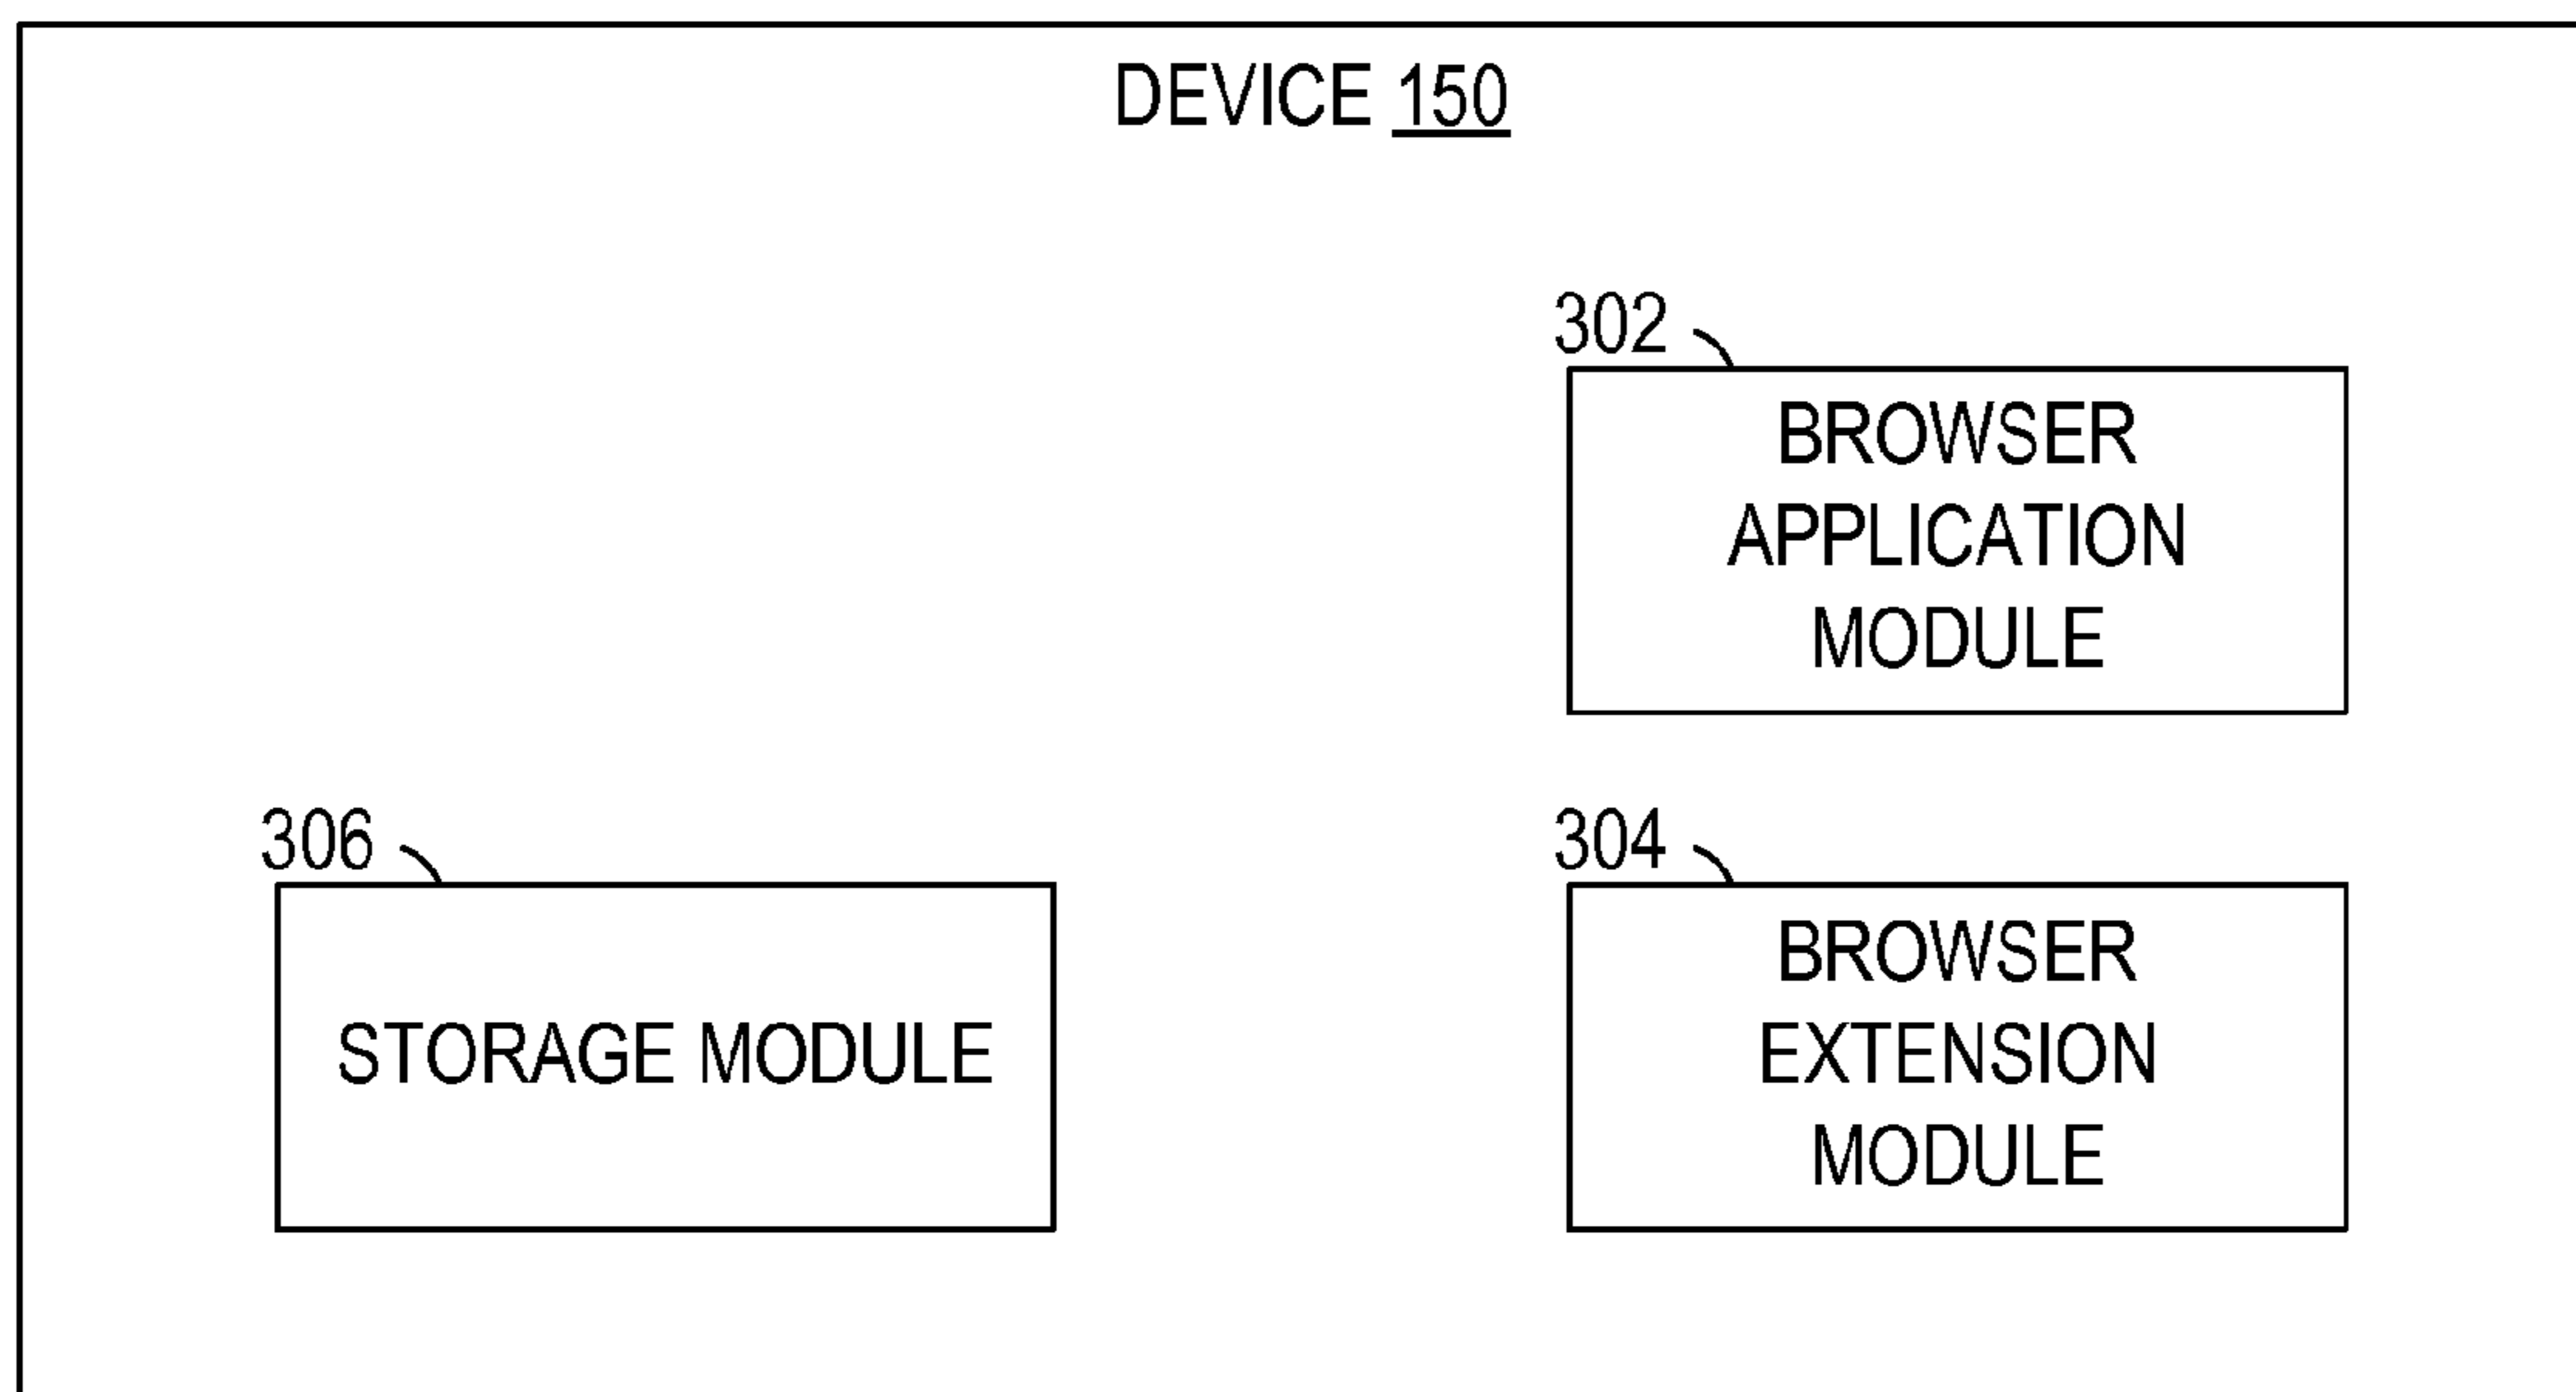 DEVICE 150
302
BROWSER
APPLICATION
MODULE
306
STORAGE MODULE
304
BROWSER
EXTENSION
MODULE